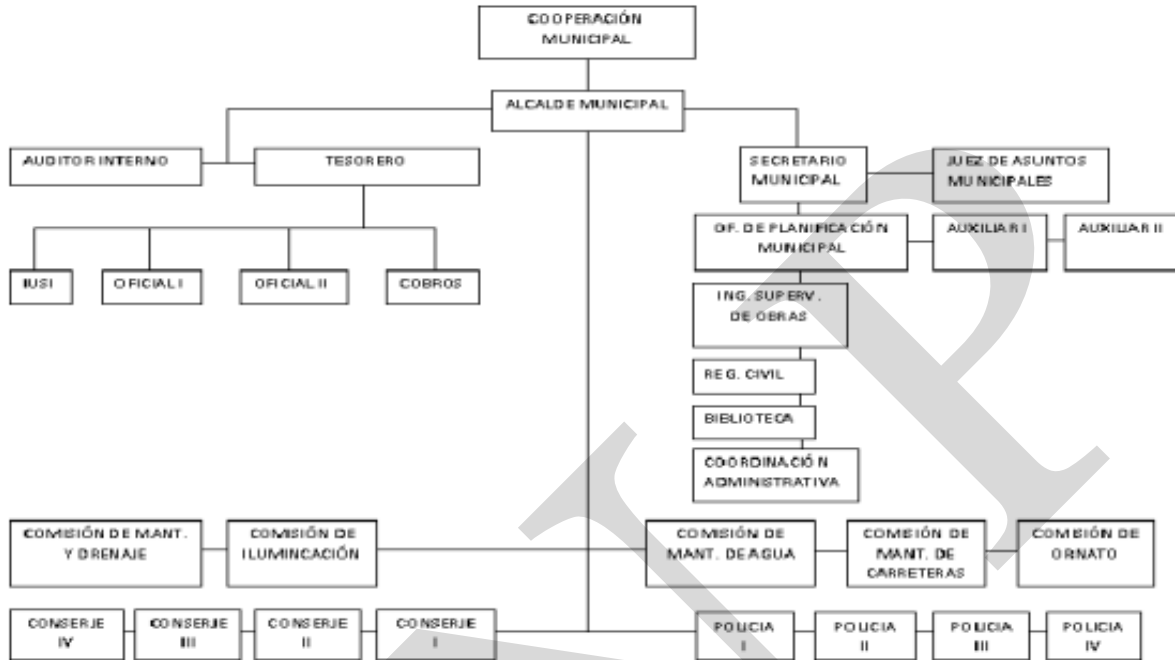 COOPERACIÓN
MUNICIPAL
ALCALDE MUNICIPAL
AUDITOR INTERNO
TESORERO
SECRETARIO
MUNICIPAL
JUEZ DE ASUNTOS
MUNICIPALES
OF. DE PLANIFICACIÓN
MUNICIPAL
AUXILIAR I
AUXILIAR II
IUSI
OFICIAL I
OFICIAL II
COBROS
ING. SUPERV.
DE OBRAS
REG. CIVIL
BIBLIOTECA
COORDINACIÓN
ADMINISTRATIVA
COMISIÓN DE MANT.
Y DRENAJE
COMISIÓN DE
ILUMINCACIÓN
COMISIÓN DE
MANT. DE AGUA
COMISIÓN DE
MANT. DE
CARRETERAS
COMISIÓN DE
ORNATO
CONSERJE
IV
CONSERJE
III
CONSERJE
II
CONSERJE
I
POLICIA
I
POLICIA
II
POLICIA
III
POLICIA
IV